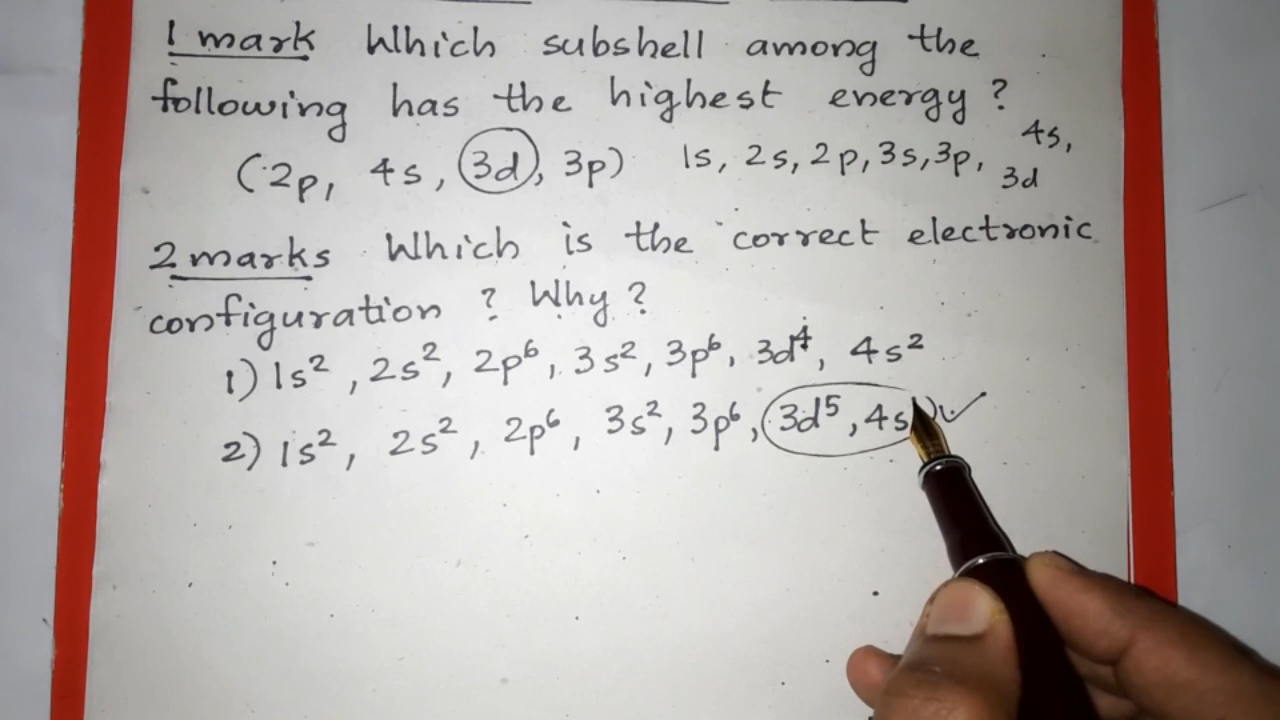 1 mark Which subshell among the
following has the highest energy ?
(2p, 4s, 3d, 3p) 1s, 2s, 2p, 3s, 3p, 4s, 3d
2 marks Which is the correct electronic
configuration ? Why ?
1) 1s², 2s², 2p⁶, 3s², 3p⁶, 3d⁴, 4s²
2) 1s², 2s², 2p⁶, 3s², 3p⁶, 3d⁵, 4s